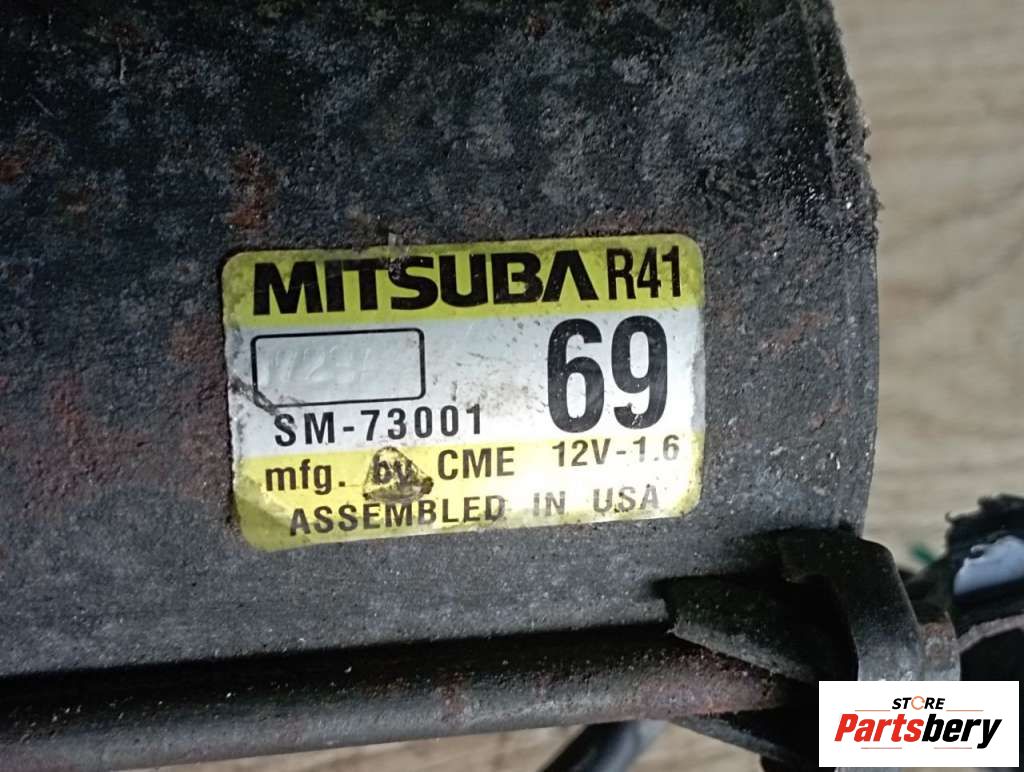 MITSUBA R41
69
SM-73001
mfg. by CME 12V-1.6
ASSEMBLED IN USA
STORE
Partsbery